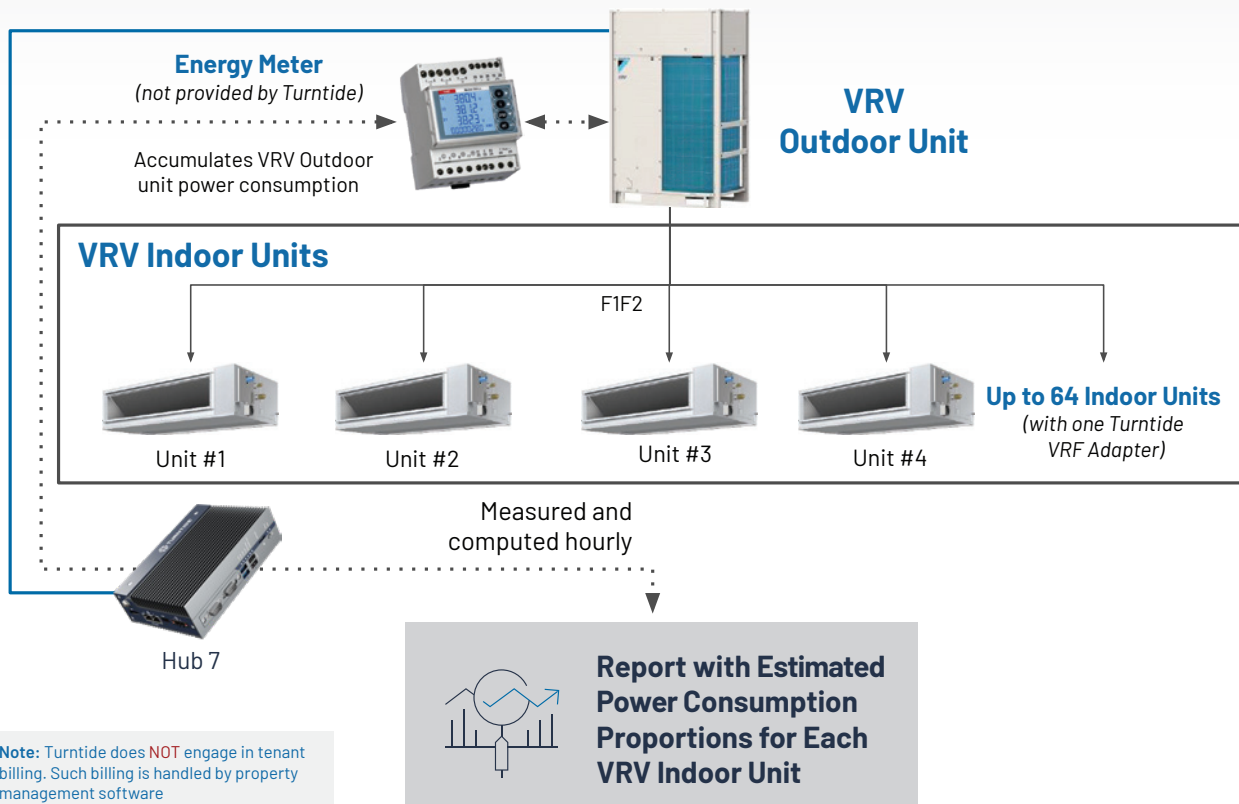 Energy Meter
(not provided by Turntide)
Accumulates VRV Outdoor
unit power consumption
VRV
Outdoor Unit
VRV Indoor Units
F1F2
Unit #1
Unit #2
Unit #3
Unit #4
Up to 64 Indoor Units
(with one Turntide
VRF Adapter)
Measured and
computed hourly
Hub 7
Report with Estimated
Power Consumption
Proportions for Each
VRV Indoor Unit
Note: Turntide does NOT engage in tenant
billing. Such billing is handled by property
management software